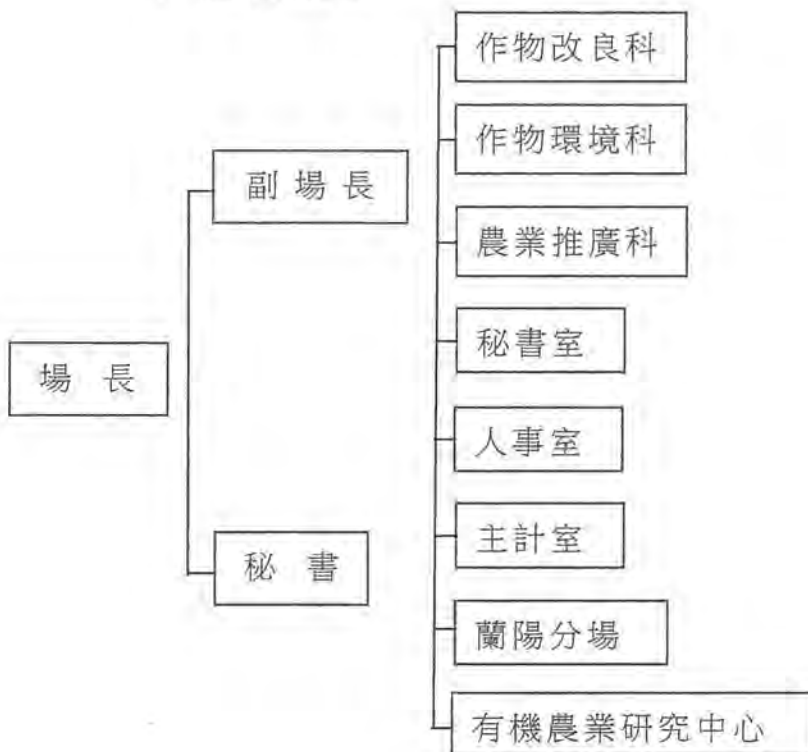 作物改良科
作物環境科
副場長
農業推廣科
秘書室
場長
人事室
主計室
秘書
蘭陽分場
有機農業研究中心